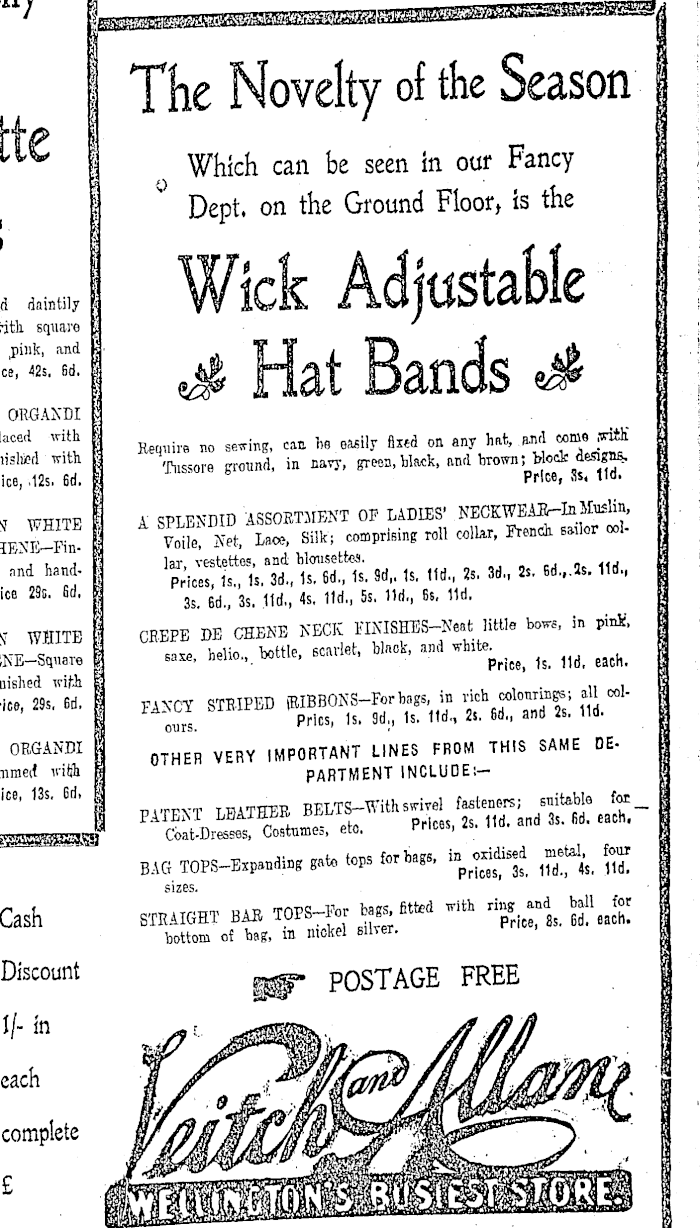 tte
d daintily
with square
pink, and
ce, 42s. 6d.
ORGANDI
laced with
nished with
ice, 12s. 6d.
N WHITE
HENE—Fin-
and hand-
ice 29s. 6d.
N WHITE
ENE—Square
nished with
rice, 29s. 6d.
ORGANDI
mmed with
ice, 13s. 6d.
Cash
Discount
1/- in
each
complete
£
The Novelty of the Season
Which can be seen in our Fancy
Dept. on the Ground Floor, is the
Wick Adjustable
Hat Bands
Require no sewing, can be easily fixed on any hat, and come with
Tussore ground, in navy, green, black, and brown; block designs.
Price, 3s. 11d.
A SPLENDID ASSORTMENT OF LADIES' NECKWEAR—In Muslin,
Voile, Net, Lace, Silk; comprising roll collar, French sailor col-
lar, vestettes, and blousettes.
Prices, 1s., 1s. 3d., 1s. 6d., 1s. 9d., 1s. 11d., 2s. 3d., 2s. 6d., 2s. 11d.,
3s. 6d., 3s. 11d., 4s. 11d., 5s. 11d., 6s. 11d.
CREPE DE CHENE NECK FINISHES—Neat little bows, in pink,
saxe, helio., bottle, scarlet, black, and white.
Price, 1s. 11d. each.
FANCY STRIPED RIBBONS—For bags, in rich colourings; all col-
ours. Prics, 1s. 9d., 1s. 11d., 2s. 6d., and 2s. 11d.
OTHER VERY IMPORTANT LINES FROM THIS SAME DE-
PARTMENT INCLUDE:—
PATENT LEATHER BELTS—With swivel fasteners; suitable for
Coat-Dresses, Costumes, etc. Prices, 2s. 11d. and 3s. 6d. each.
BAG TOPS—Expanding gate tops for bags, in oxidised metal, four
sizes. Prices, 3s. 11d., 4s. 11d.
STRAIGHT BAR TOPS—For bags, fitted with ring and ball for
bottom of bag, in nickel silver. Price, 8s. 6d. each.
POSTAGE FREE
Veitch and Allan
WELLINGTON'S BUSIEST STORE.